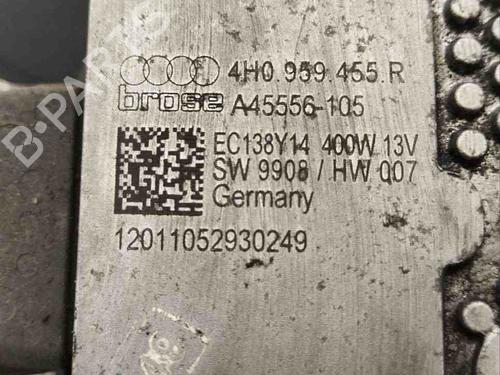 4H0.959.455.R
brose A45556-105
EC138Y14 400W 13V
SW 9908 / HW 007
Germany
12011052930249
B-PARTS